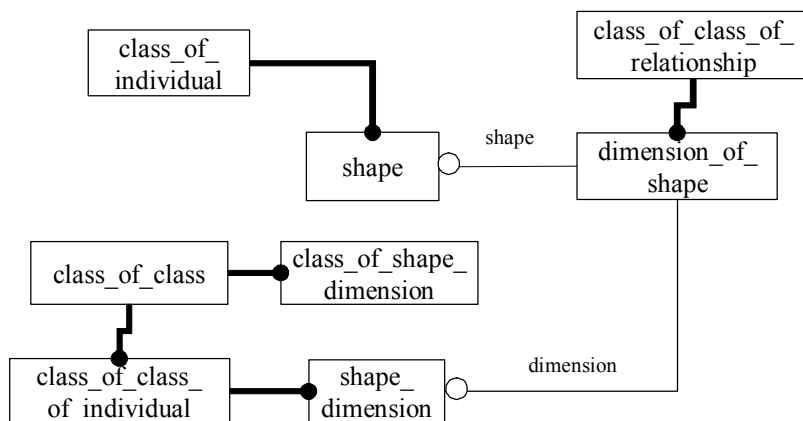 class_of_
individual
class_of_class_of_
relationship
shape
shape
dimension_of_
shape
class_of_class
class_of_shape_
dimension
dimension
class_of_class_
of_individual
shape_
dimension